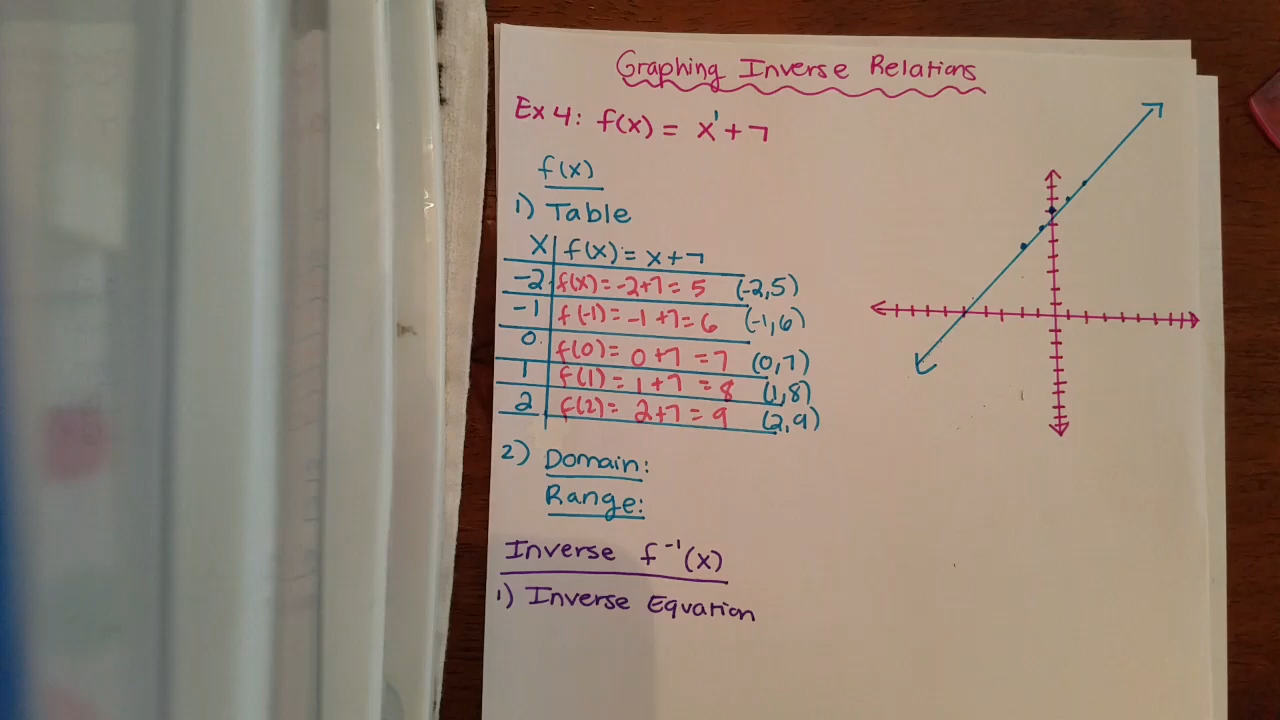 Graphing Inverse Relations
Ex 4: f(x) = x¹+7
f(x)
1) Table
x f(x) = x+7
-2 f(x) = -2+7 = 5 (-2,5)
-1 f(-1) = -1+7 = 6 (-1,6)
0 f(0) = 0+7 = 7 (0,7)
1 f(1) = 1+7 = 8 (1,8)
2 f(2) = 2+7 = 9 (2,9)
2) Domain:
Range:
Inverse f⁻¹(x)
1) Inverse Equation